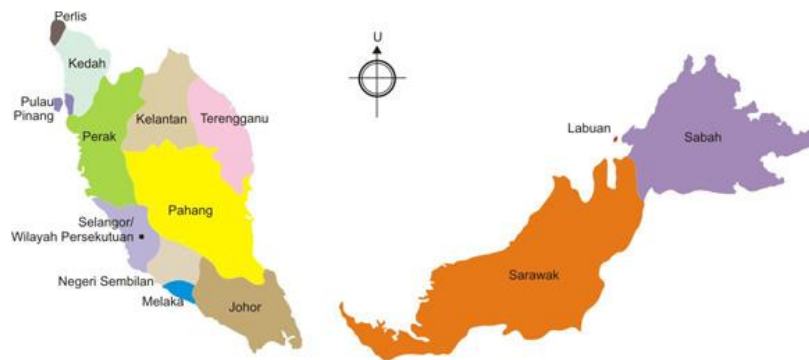 Perlis
Kedah
Pulau
Pinang
Perak
Kelantan
Terengganu
Pahang
Selangor/
Wilayah Persekutuan
Negeri Sembilan
Melaka
Johor
U
Labuan
Sabah
Sarawak